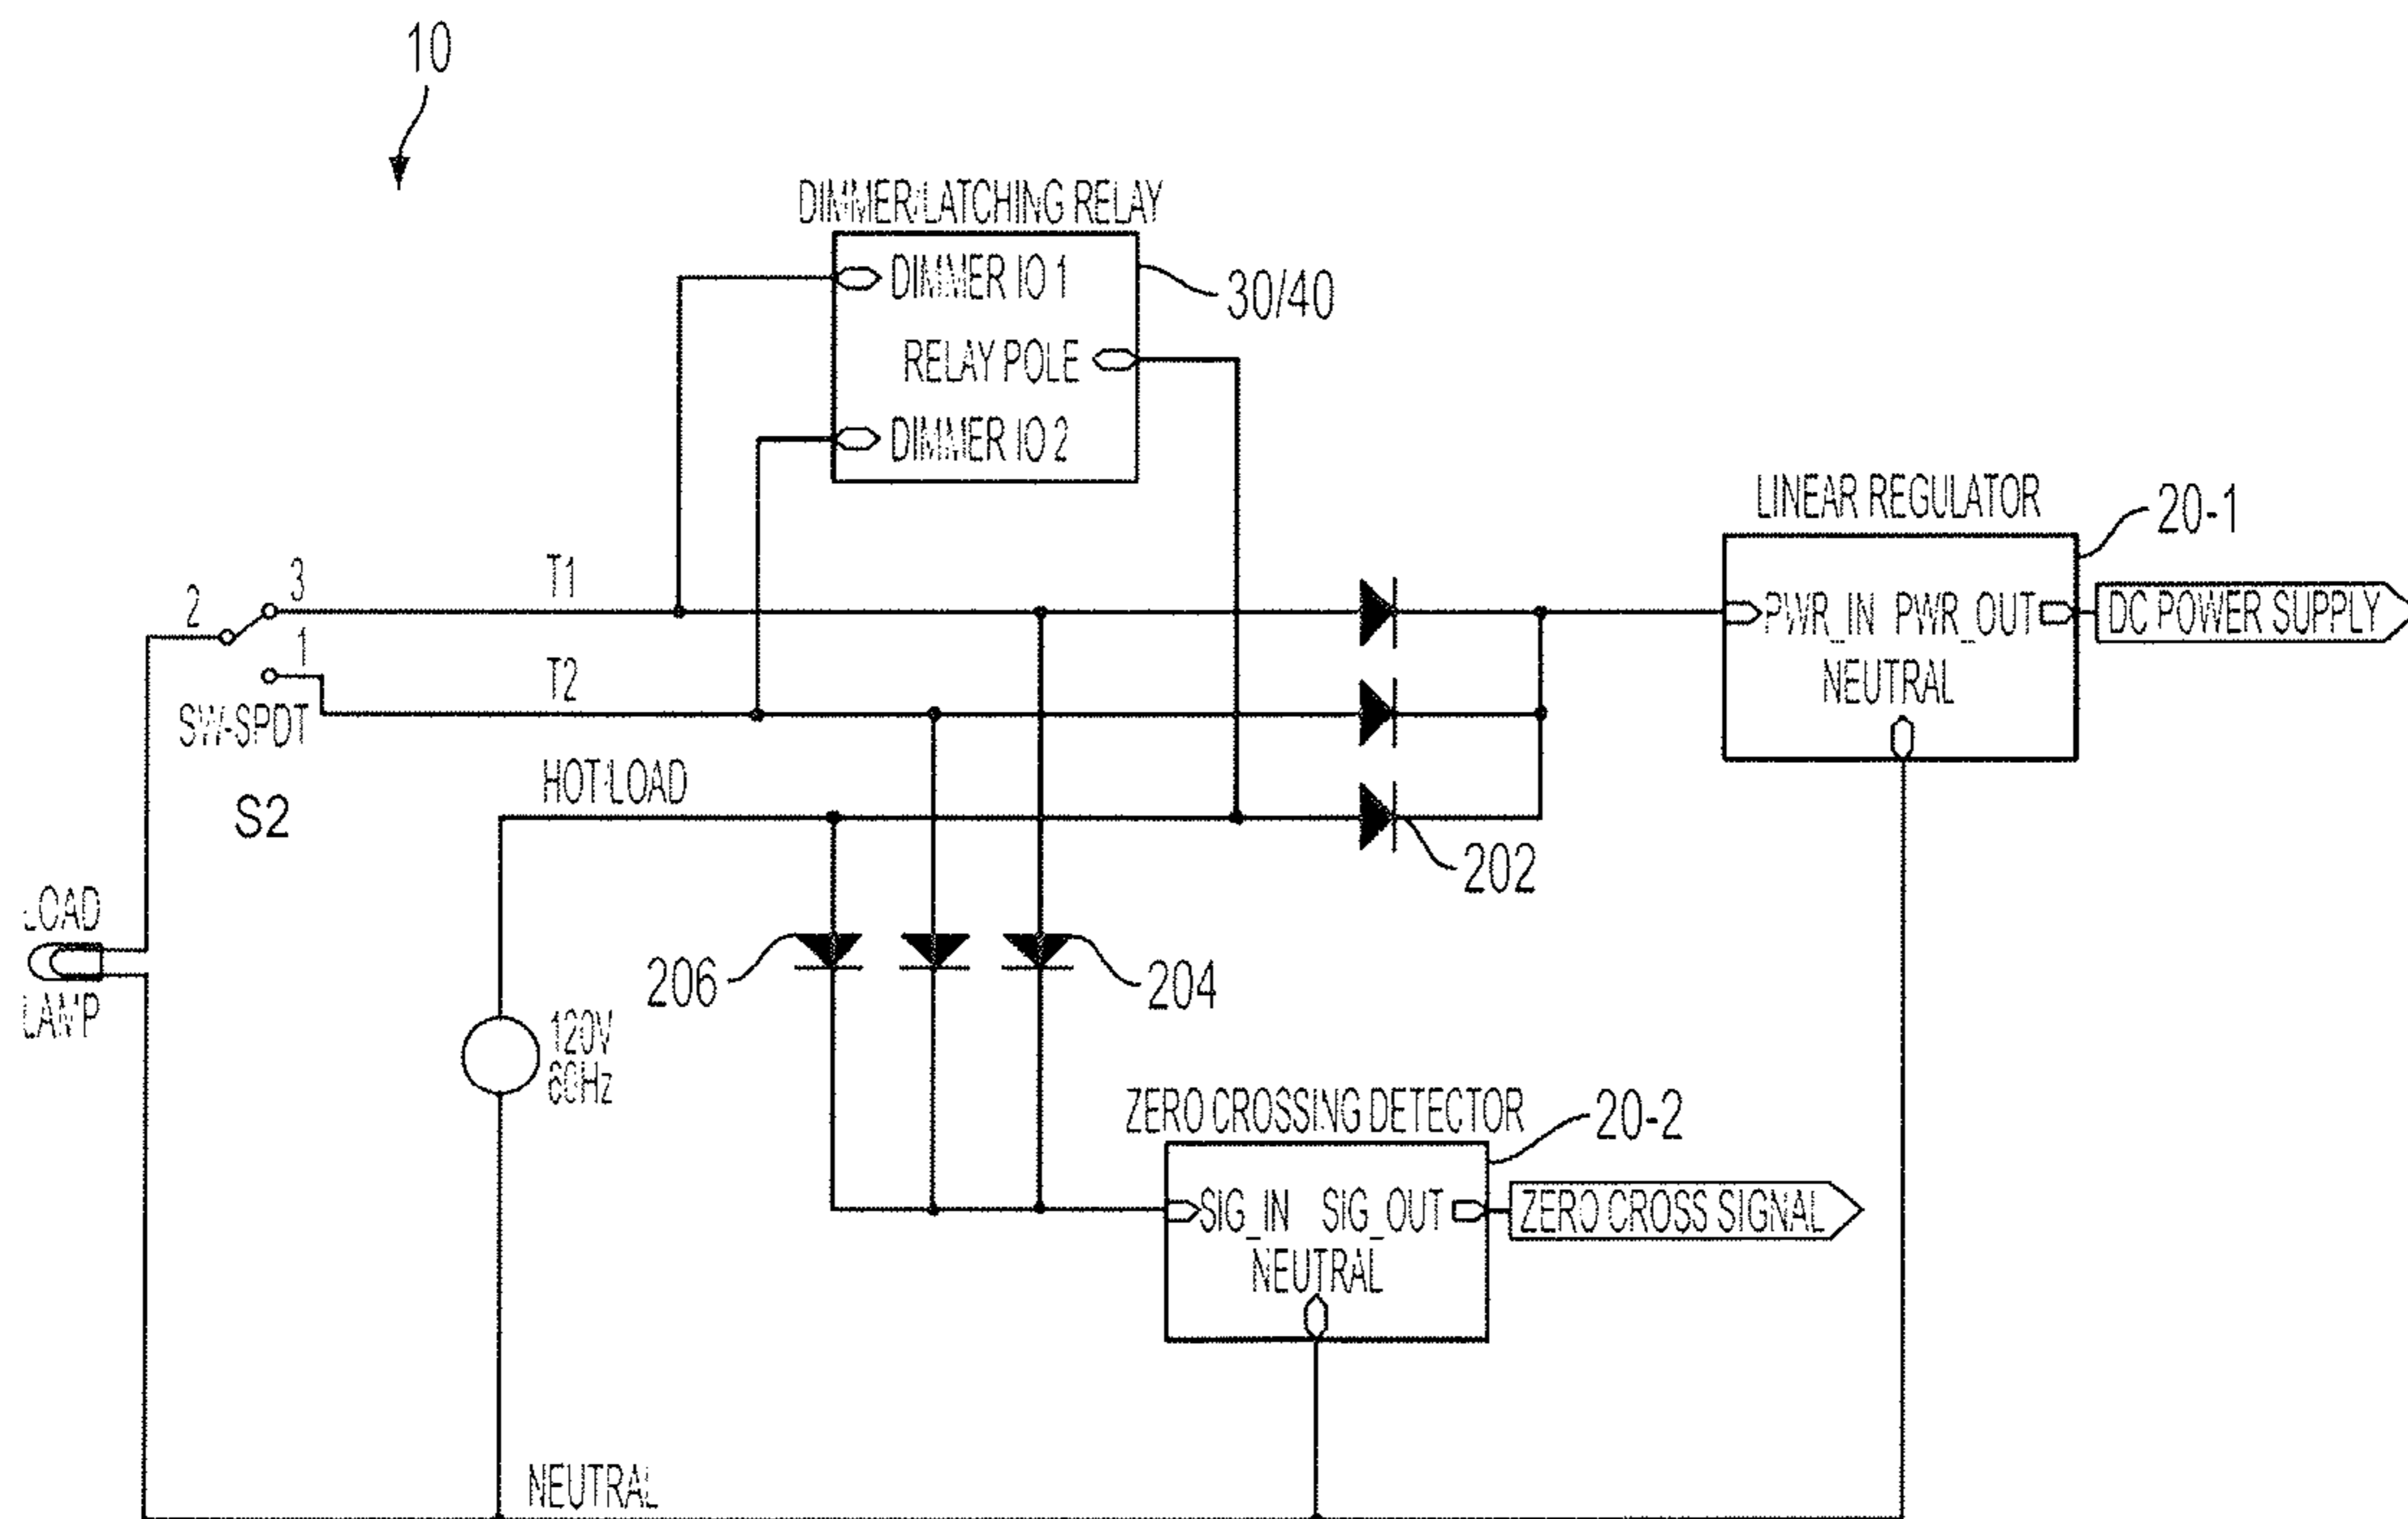 10
DIMMER/LATCHING RELAY
DIMMER IO 1
30/40
RELAY POLE
DIMMER IO 2
LINEAR REGULATOR
20-1
T1
3
2
1
PWR_IN PWR_OUT
DC POWER SUPPLY
NEUTRAL
T2
SW-SPDT
HOT/LOAD
S2
202
LOAD
LAMP
206
204
120V
60Hz
ZERO CROSSING DETECTOR
20-2
SIG_IN SIG_OUT
ZERO CROSS SIGNAL
NEUTRAL
NEUTRAL